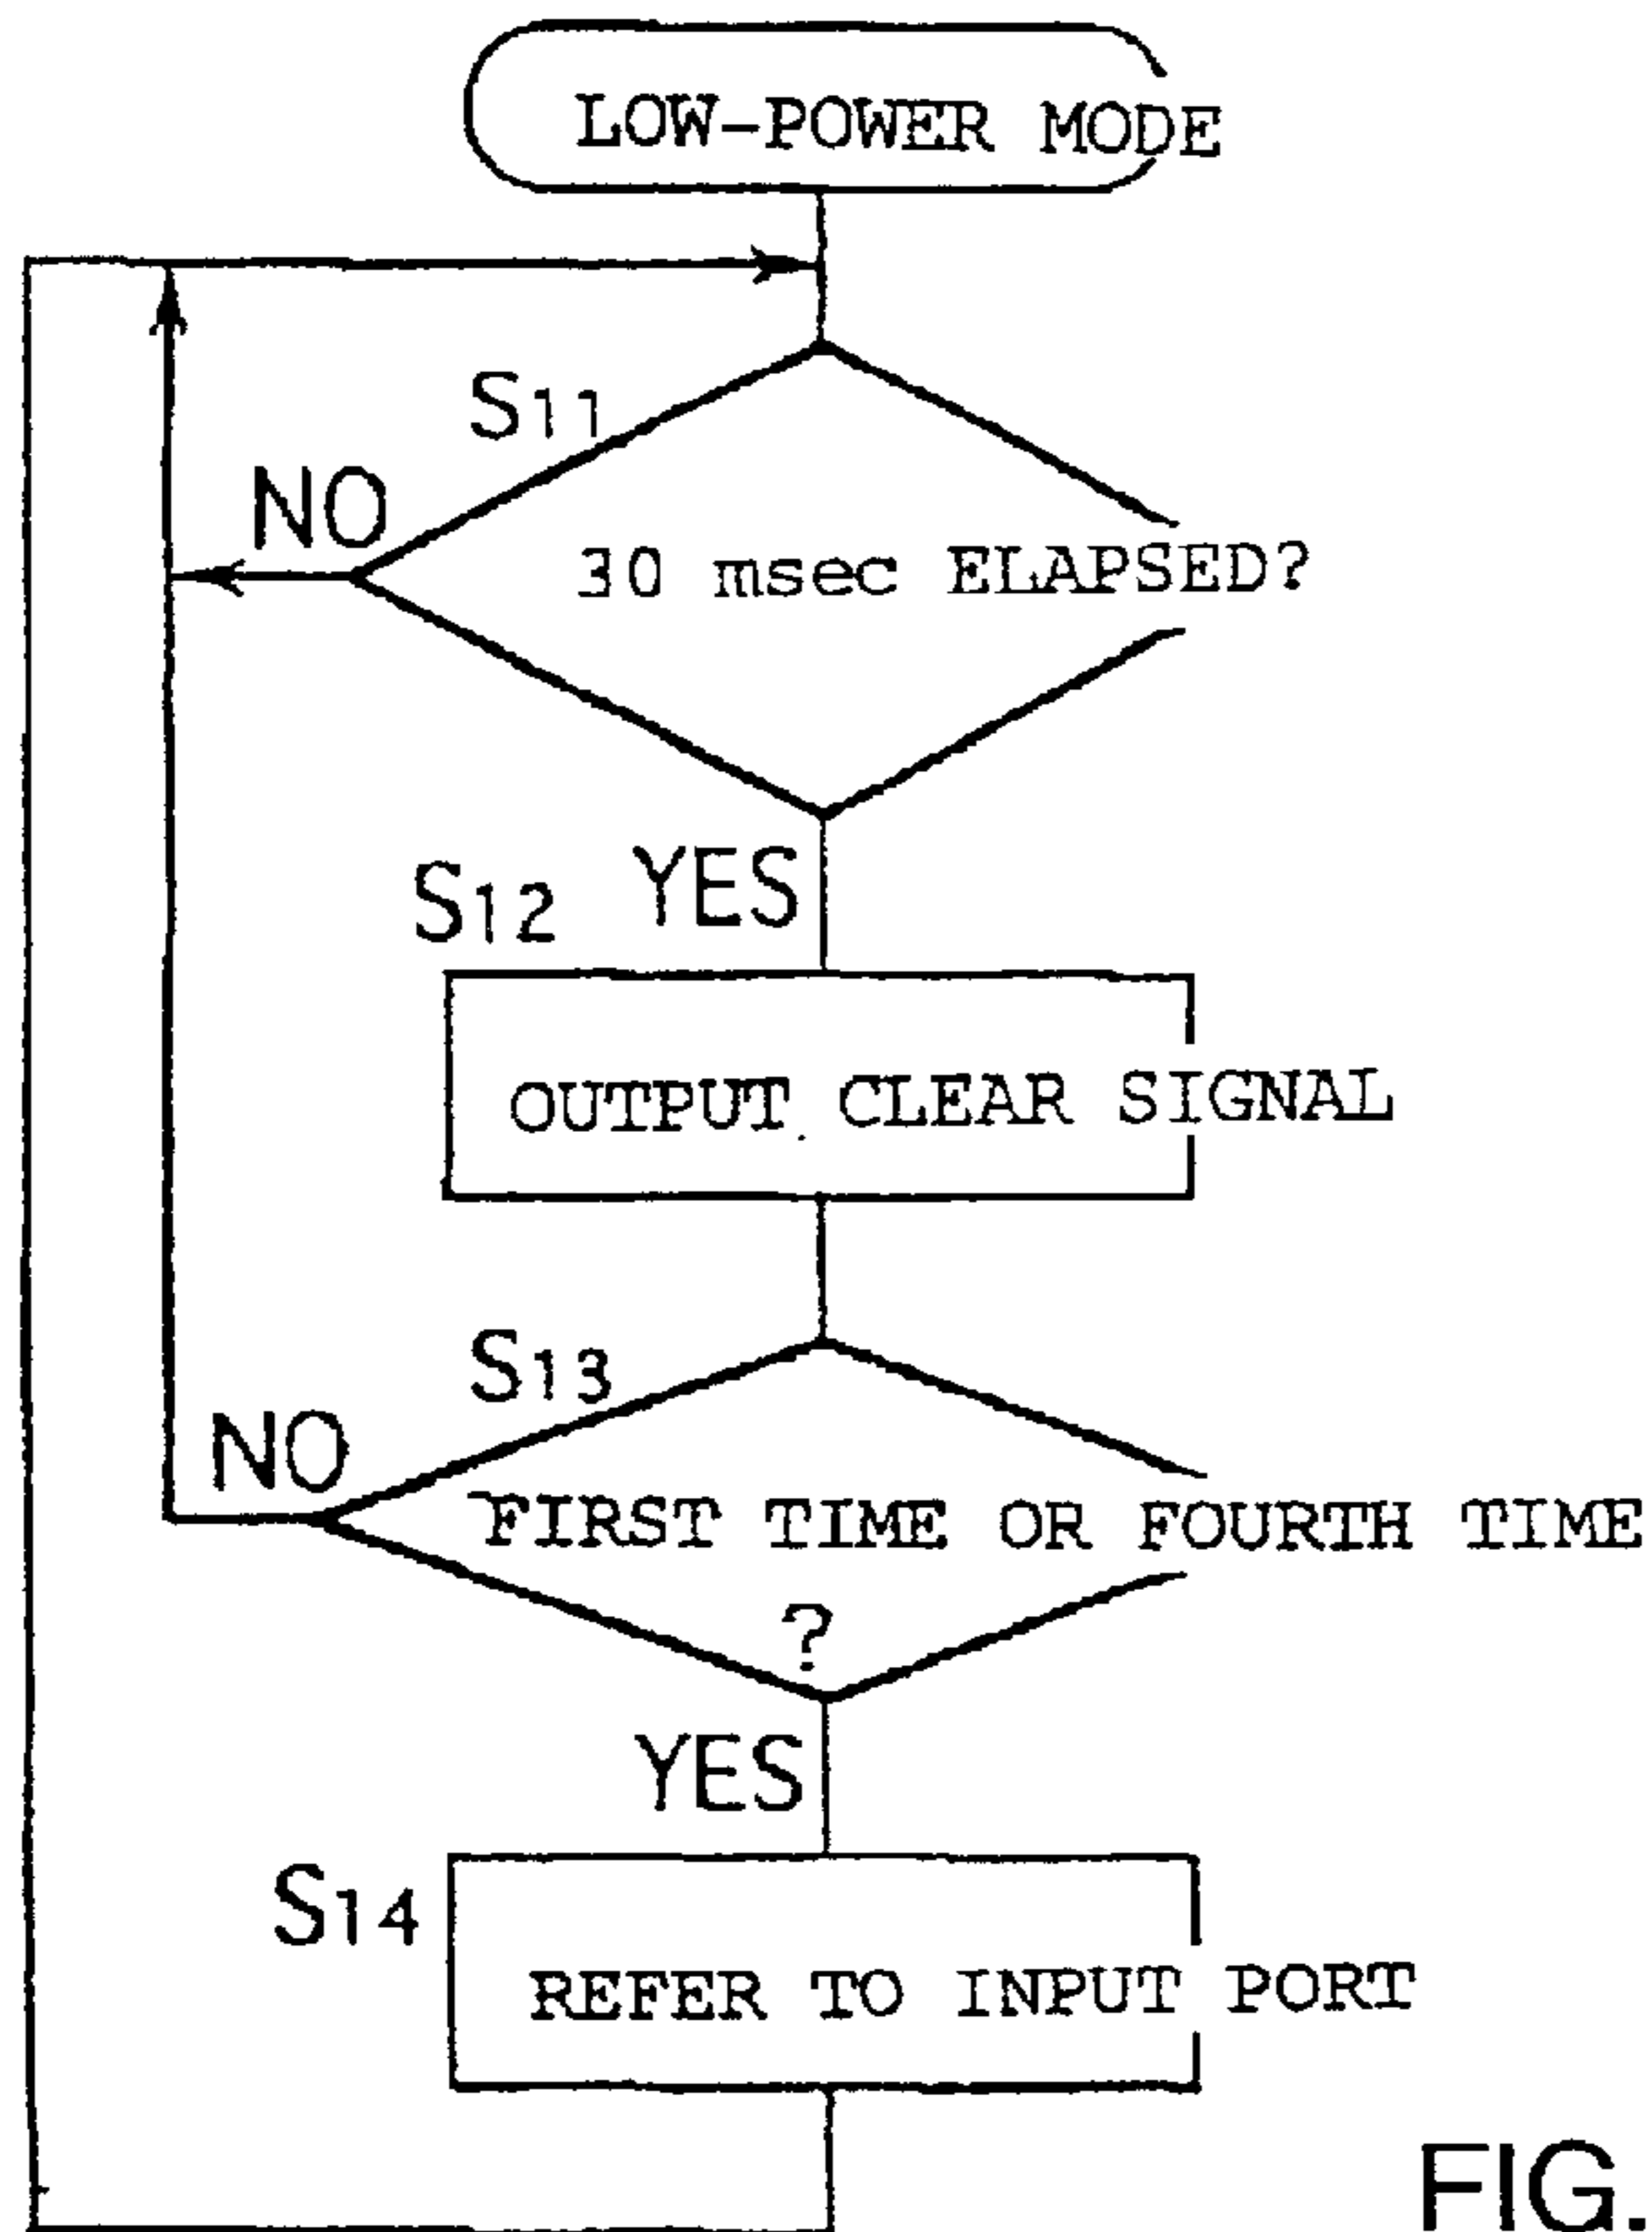 LOW-POWER MODE
S11
NO
30 msec ELAPSED?
YES
S12
OUTPUT CLEAR SIGNAL
S13
NO
FIRST TIME OR FOURTH TIME
?
YES
S14
REFER TO INPUT PORT
FIG.